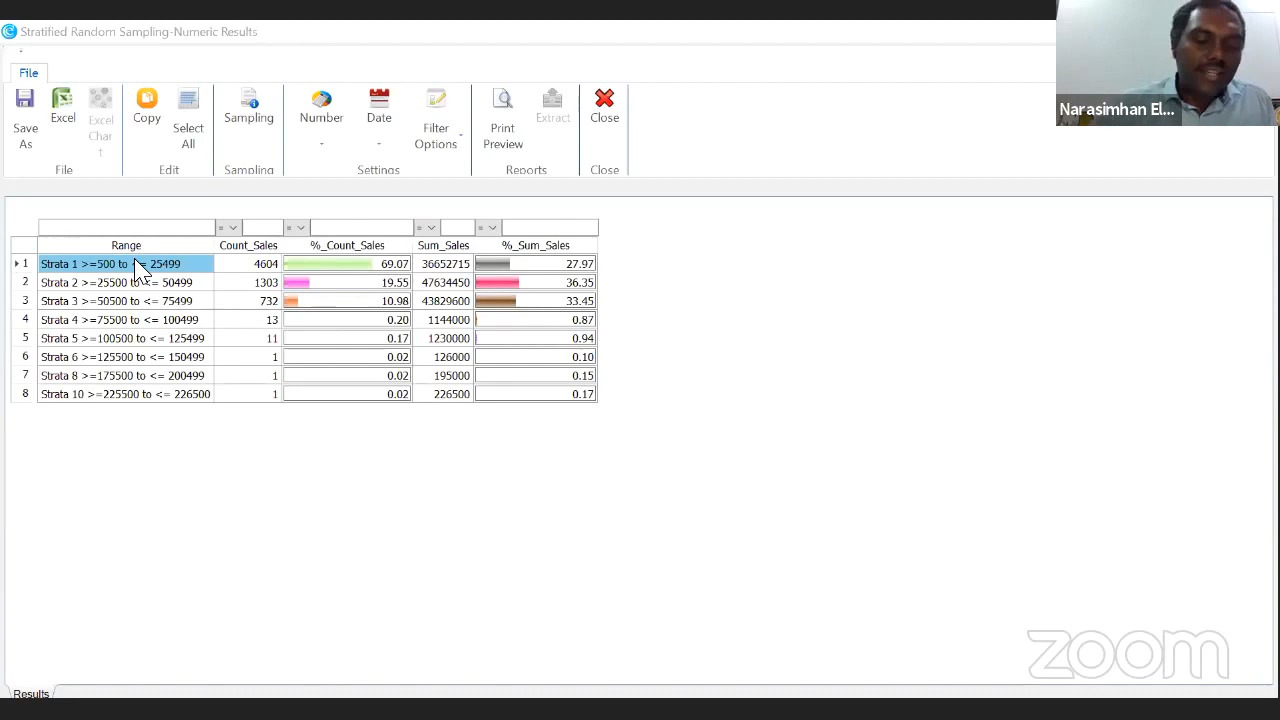 Stratified Random Sampling-Numeric Results
File
Save As
Excel
Excel Chart
Copy
Select All
Sampling
Number
Date
Filter Options
Print Preview
Extract
Close
File
Edit
Sampling
Settings
Reports
Close
Narasimhan El...
= = = =
Range Count_Sales %_Count_Sales Sum_Sales %_Sum_Sales
1 Strata 1 >=500 to <= 25499 4604 69.07 36652715 27.97
2 Strata 2 >=25500 to <= 50499 1303 19.55 47634450 36.35
3 Strata 3 >=50500 to <= 75499 732 10.98 43829600 33.45
4 Strata 4 >=75500 to <= 100499 13 0.20 1144000 0.87
5 Strata 5 >=100500 to <= 125499 11 0.17 1230000 0.94
6 Strata 6 >=125500 to <= 150499 1 0.02 126000 0.10
7 Strata 8 >=175500 to <= 200499 1 0.02 195000 0.15
8 Strata 10 >=225500 to <= 226500 1 0.02 226500 0.17
zoom
Results